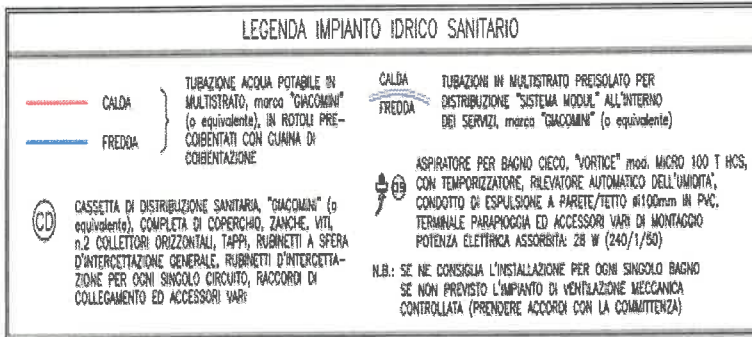 LEGENDA IMPIANTO IDRICO SANITARIO
CALDA
FREDDA
TUBAZIONE ACQUA POTABILE IN
MULTISTRATO, marca "GIACOMINI"
(o equivalente), IN ROTOLI PRE-
COIBENTATI CON GUAINA DI
COIBENTAZIONE
CD
CASSETTA DI DISTRIBUZIONE SANITARIA, "GIACOMINI" (o
equivalente), COMPLETA DI COPERCHIO, ZANCHE, VITI,
n.2 COLLETTORI ORIZZONTALI, TAPPI, RUBINETTI A SFERA
D'INTERCETTAZIONE GENERALE, RUBINETTI D'INTERCETTA-
ZIONE PER OGNI SINGOLO CIRCUITO, RACCORDI DI
COLLEGAMENTO ED ACCESSORI VARI
CALDA
FREDDA
TUBAZIONI IN MULTISTRATO PREISOLATO PER
DISTRIBUZIONE "SISTEMA MODUL" ALL'INTERNO
DEI SERVIZI, marca "GIACOMINI" (o equivalente)
ASPIRATORE PER BAGNO CIECO, "VORTICE" mod. MICRO 100 T HCS,
CON TEMPORIZZATORE, RILEVATORE AUTOMATICO DELL'UMIDITA',
CONDOTTO DI ESPULSIONE A PARETE/TETTO ø100mm IN PVC,
TERMINALE PARAPIOGGIA ED ACCESSORI VARI DI MONTAGGIO
POTENZA ELETTRICA ASSORBITA: 28 W (240/1/50)
N.B.: SE NE CONSIGLIA L'INSTALLAZIONE PER OGNI SINGOLO BAGNO
SE NON PREVISTO L'IMPIANTO DI VENTILAZIONE MECCANICA
CONTROLLATA (PRENDERE ACCORDI CON LA COMMITTENZA)